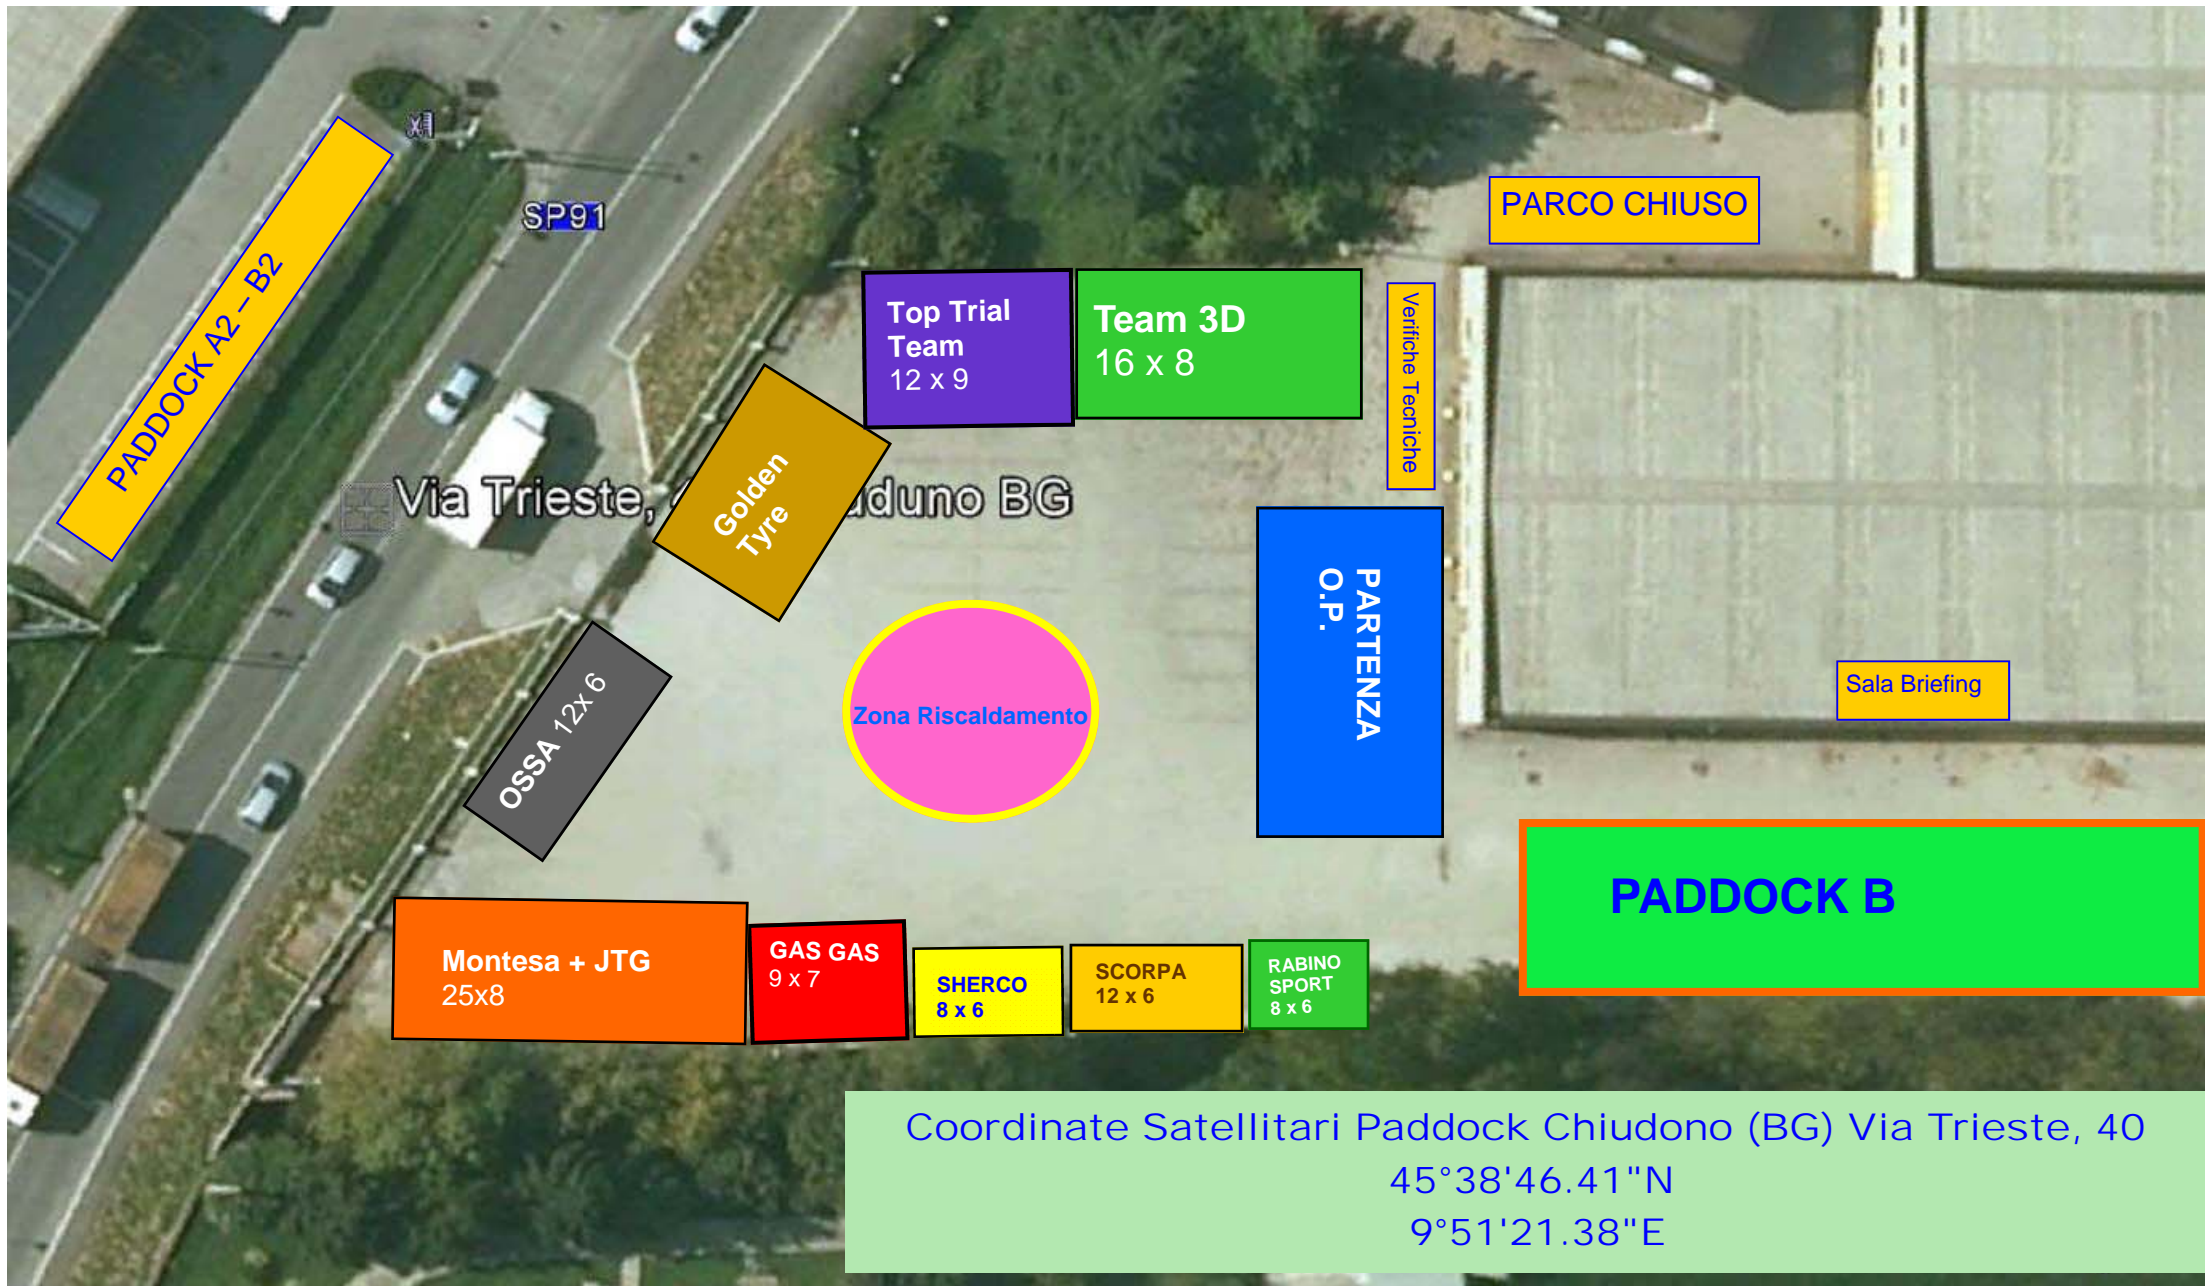 PADDOCK A2 – B2
SP91
PARCO CHIUSO
Top Trial
Team
12 x 9
Team 3D
16 x 8
Verifiche Tecniche
Via Trieste,
duno BG
Golden
Tyre
PARTENZA
O.P.
OSSA 12x 6
Zona Riscaldamento
Sala Briefing
PADDOCK B
Montesa + JTG
25x8
GAS GAS
9 x 7
SHERCO
8 x 6
SCORPA
12 x 6
RABINO
SPORT
8 x 6
Coordinate Satellitari Paddock Chiudono (BG) Via Trieste, 40
45°38'46.41"N
9°51'21.38"E